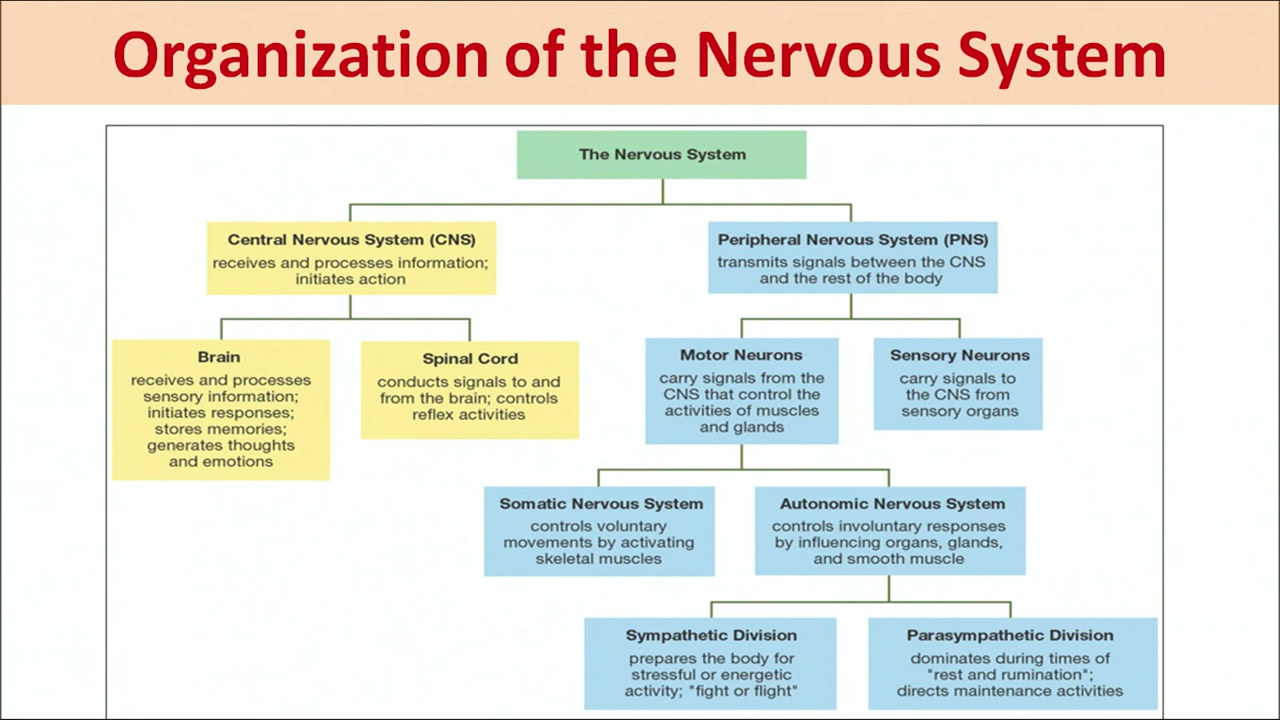 Organization of the Nervous System
The Nervous System
Central Nervous System (CNS)
receives and processes information;
initiates action
Peripheral Nervous System (PNS)
transmits signals between the CNS
and the rest of the body
Brain
receives and processes
sensory information;
initiates responses;
stores memories;
generates thoughts
and emotions
Spinal Cord
conducts signals to and
from the brain; controls
reflex activities
Motor Neurons
carry signals from the
CNS that control the
activities of muscles
and glands
Sensory Neurons
carry signals to
the CNS from
sensory organs
Somatic Nervous System
controls voluntary
movements by activating
skeletal muscles
Autonomic Nervous System
controls involuntary responses
by influencing organs, glands,
and smooth muscle
Sympathetic Division
prepares the body for
stressful or energetic
activity; "fight or flight"
Parasympathetic Division
dominates during times of
"rest and rumination";
directs maintenance activities